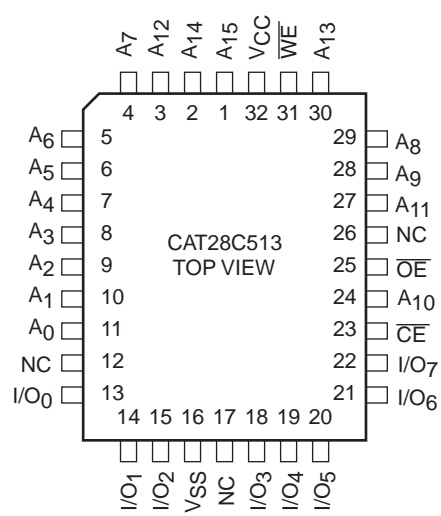 A7 A12 A14 A15 VCC W̅E̅ A13
4 3 2 1 32 31 30
A6 5 29 A8
A5 6 28 A9
A4 7 27 A11
A3 8 26 NC
CAT28C513
A2 9 25 O̅E̅
TOP VIEW
A1 10 24 A10
A0 11 23 C̅E̅
NC 12 22 I/O7
I/O0 13 21 I/O6
14 15 16 17 18 19 20
I/O1 I/O2 VSS NC I/O3 I/O4 I/O5